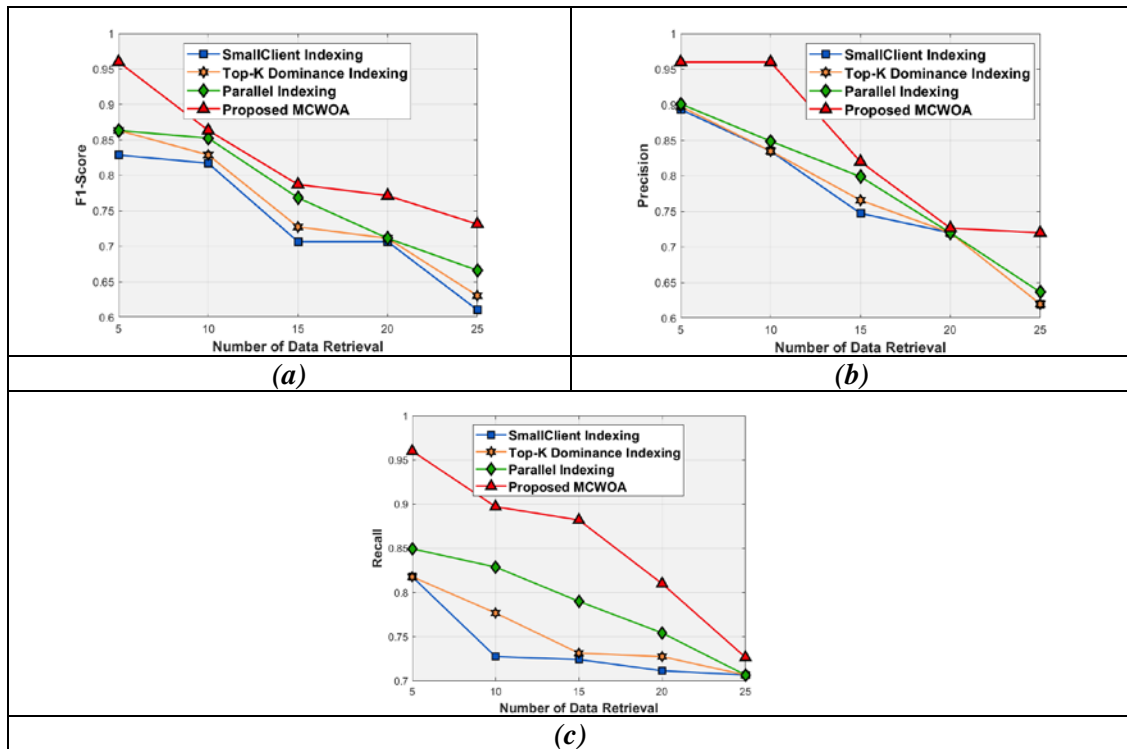 1
0.95
0.9
0.85
0.8
0.75
0.7
0.65
0.6
F1-Score
SmallClient Indexing
Top-K Dominance Indexing
Parallel Indexing
Proposed MCWOA
5 10 15 20 25
Number of Data Retrieval
(a)
1
0.95
0.9
0.85
0.8
0.75
0.7
0.65
0.6
Precision
SmallClient Indexing
Top-K Dominance Indexing
Parallel Indexing
Proposed MCWOA
5 10 15 20 25
Number of Data Retrieval
(b)
1
0.95
0.9
0.85
0.8
0.75
0.7
Recall
SmallClient Indexing
Top-K Dominance Indexing
Parallel Indexing
Proposed MCWOA
5 10 15 20 25
Number of Data Retrieval
(c)